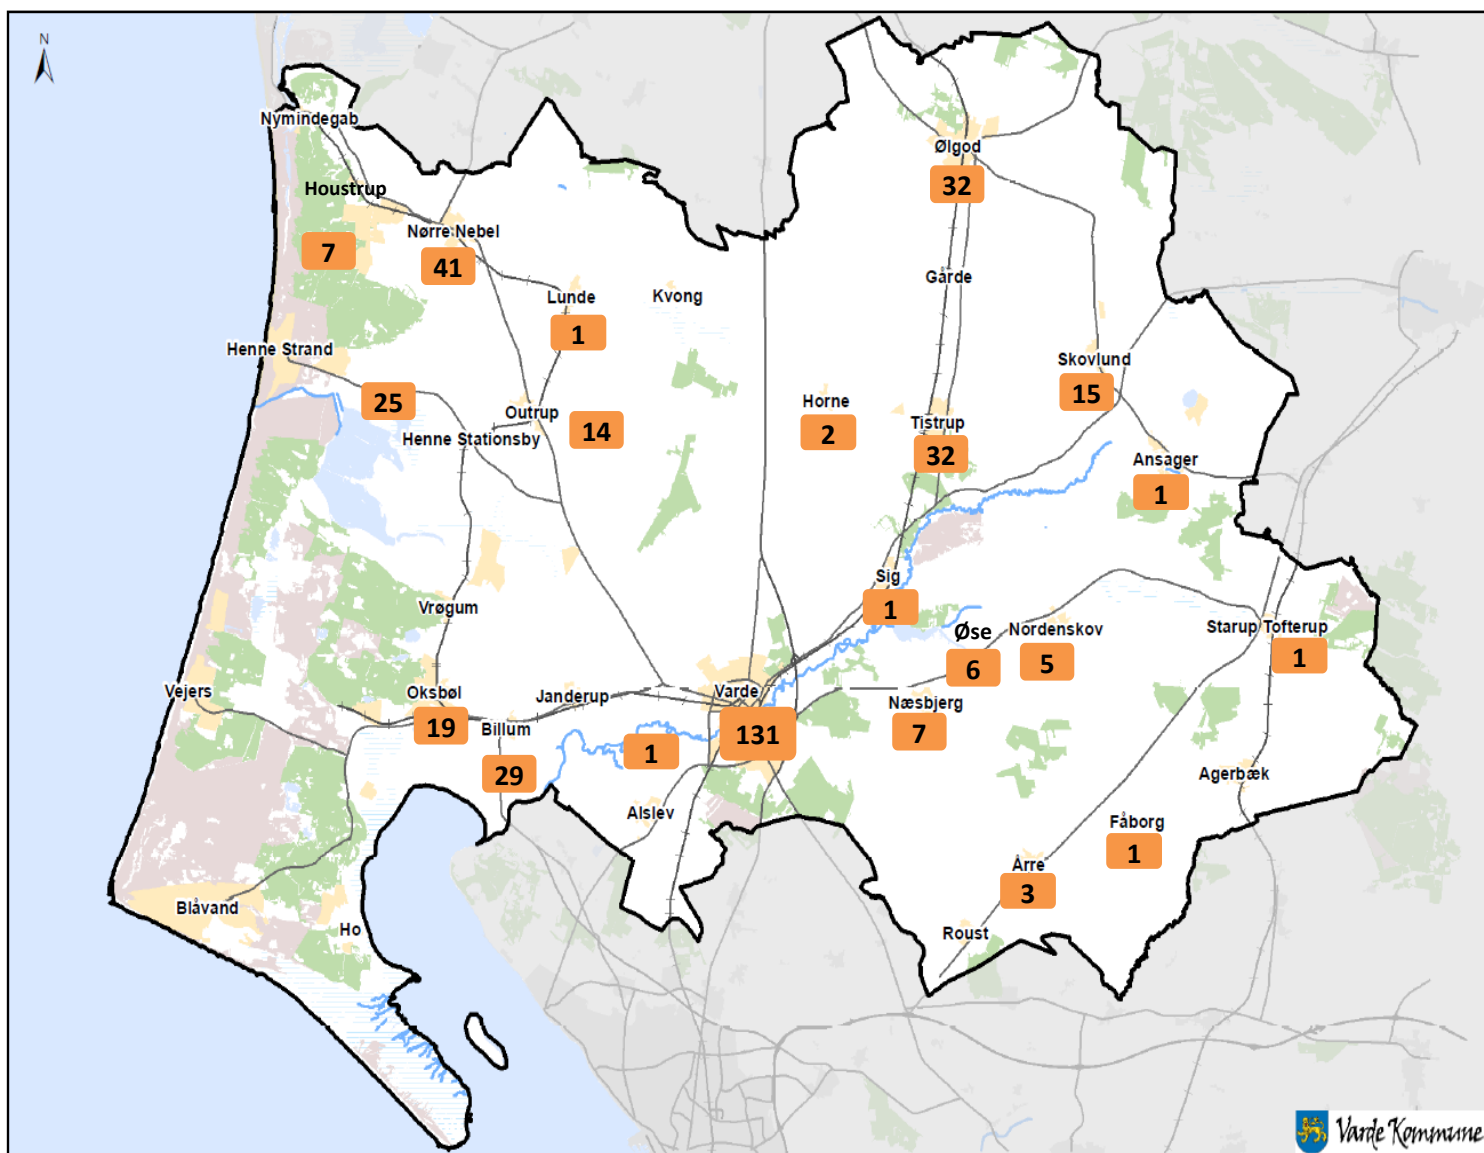 N
Nymindegab
Ølgod
Houstrup
32
Nørre Nebel
7
41
Gårde
Lunde
Kvong
1
Henne Strand
Skovlund
25
15
Horne
Outrup
14
2
Tistrup
Henne Stationsby
32
Ansager
1
Sig
Vrøgum
1
Øse
Nordenskov
Starup Tofterup
6
5
1
Vejers
Oksbøl
Janderup
Varde
Næsbjerg
19
Billum
131
7
1
29
Agerbæk
Alslev
Fåborg
1
Årre
3
Blåvand
Ho
Roust
Varde Kommune